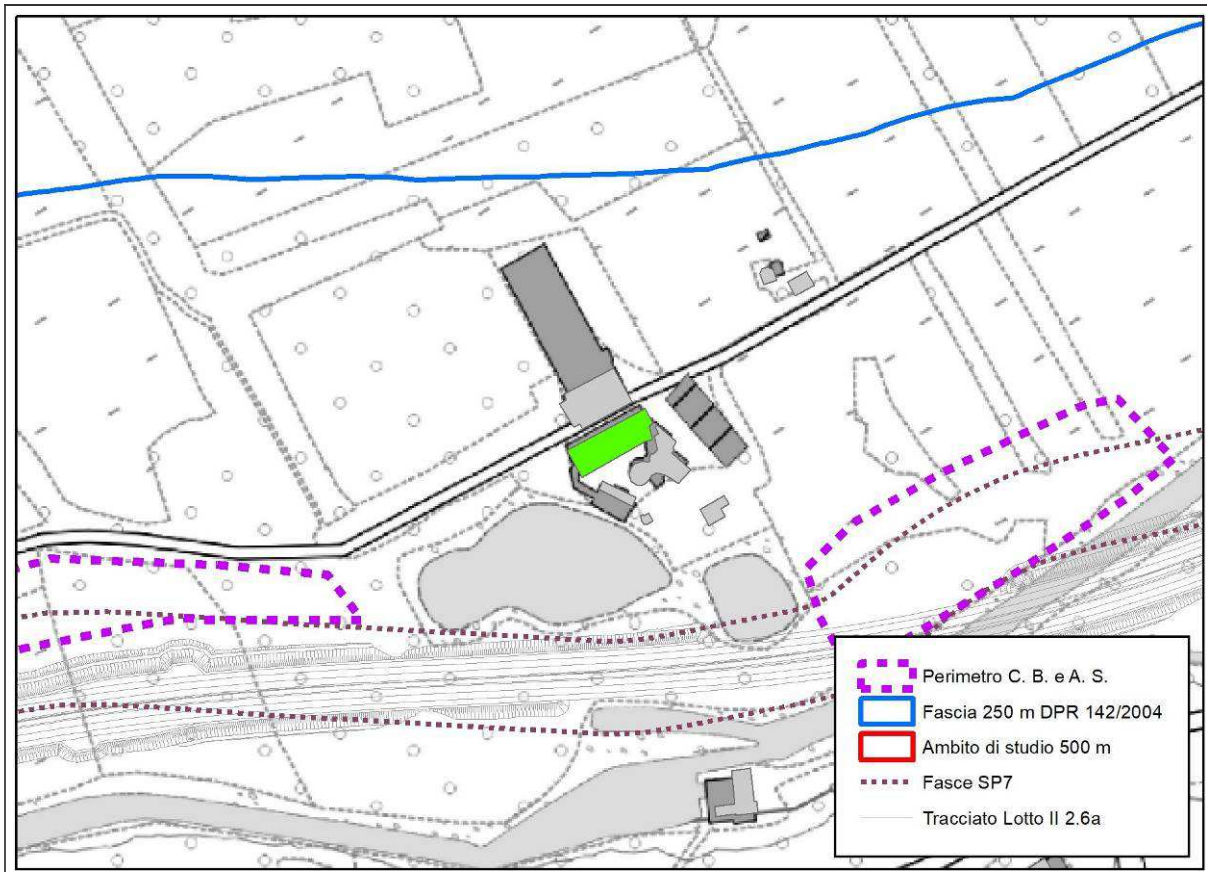 Perimetro C. B. e A. S.
Fascia 250 m DPR 142/2004
Ambito di studio 500 m
Fasce SP7
Tracciato Lotto II 2.6a